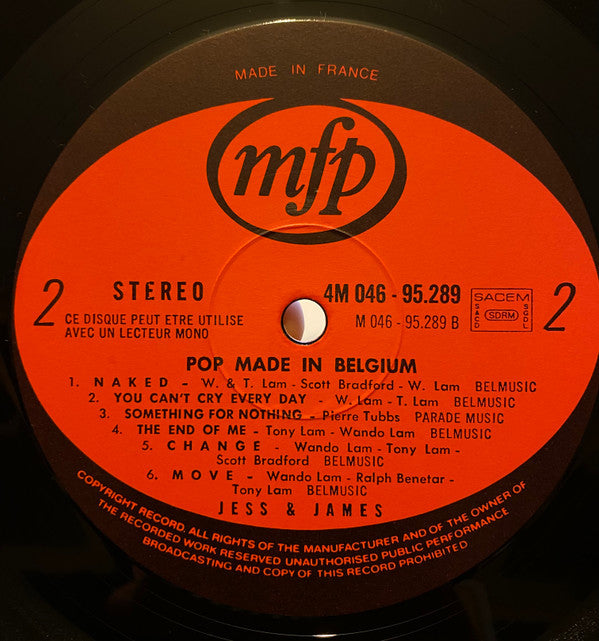 MADE IN FRANCE
mfp
2 STEREO 4M 046 - 95.289 SACEM 2
CE DISQUE PEUT ETRE UTILISE M 046 - 95.289 B SACD SDRM SGDL
AVEC UN LECTEUR MONO
POP MADE IN BELGIUM
1. NAKED - W. & T. Lam - Scott Bradford - W. Lam BELMUSIC
2. YOU CAN'T CRY EVERY DAY - W. Lam - T. Lam BELMUSIC
3. SOMETHING FOR NOTHING - Pierre Tubbs PARADE MUSIC
4. THE END OF ME - Tony Lam - Wando Lam BELMUSIC
5. CHANGE - Wando Lam - Tony Lam -
Scott Bradford BELMUSIC
6. MOVE - Wando Lam - Ralph Benetar -
Tony Lam BELMUSIC
JESS & JAMES
COPYRIGHT RECORD. ALL RIGHTS OF THE MANUFACTURER AND OF THE OWNER OF
THE RECORDED WORK RESERVED UNAUTHORISED PUBLIC PERFORMANCE
BROADCASTING AND COPY OF THIS RECORD PROHIBITED